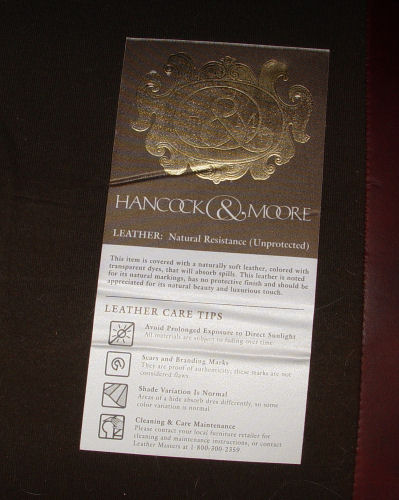 H&M
HANCOCK & MOORE
LEATHER: Natural Resistance (Unprotected)
This item is covered with a naturally soft leather, colored with
transparent dyes, that will absorb spills. This leather is noted
for its natural markings, has no protective finish and should be
appreciated for its natural beauty and luxurious touch.
LEATHER CARE TIPS
Avoid Prolonged Exposure to Direct Sunlight
All materials are subject to fading over time.
Scars and Branding Marks
They are proof of authenticity; these marks are not
considered flaws.
Shade Variation Is Normal
Areas of a hide absorb dyes differently, so some
color variation is normal.
Cleaning & Care Maintenance
Please contact your local furniture retailer for
cleaning and maintenance instructions, or contact
Leather Masters at 1-800-300-2359.